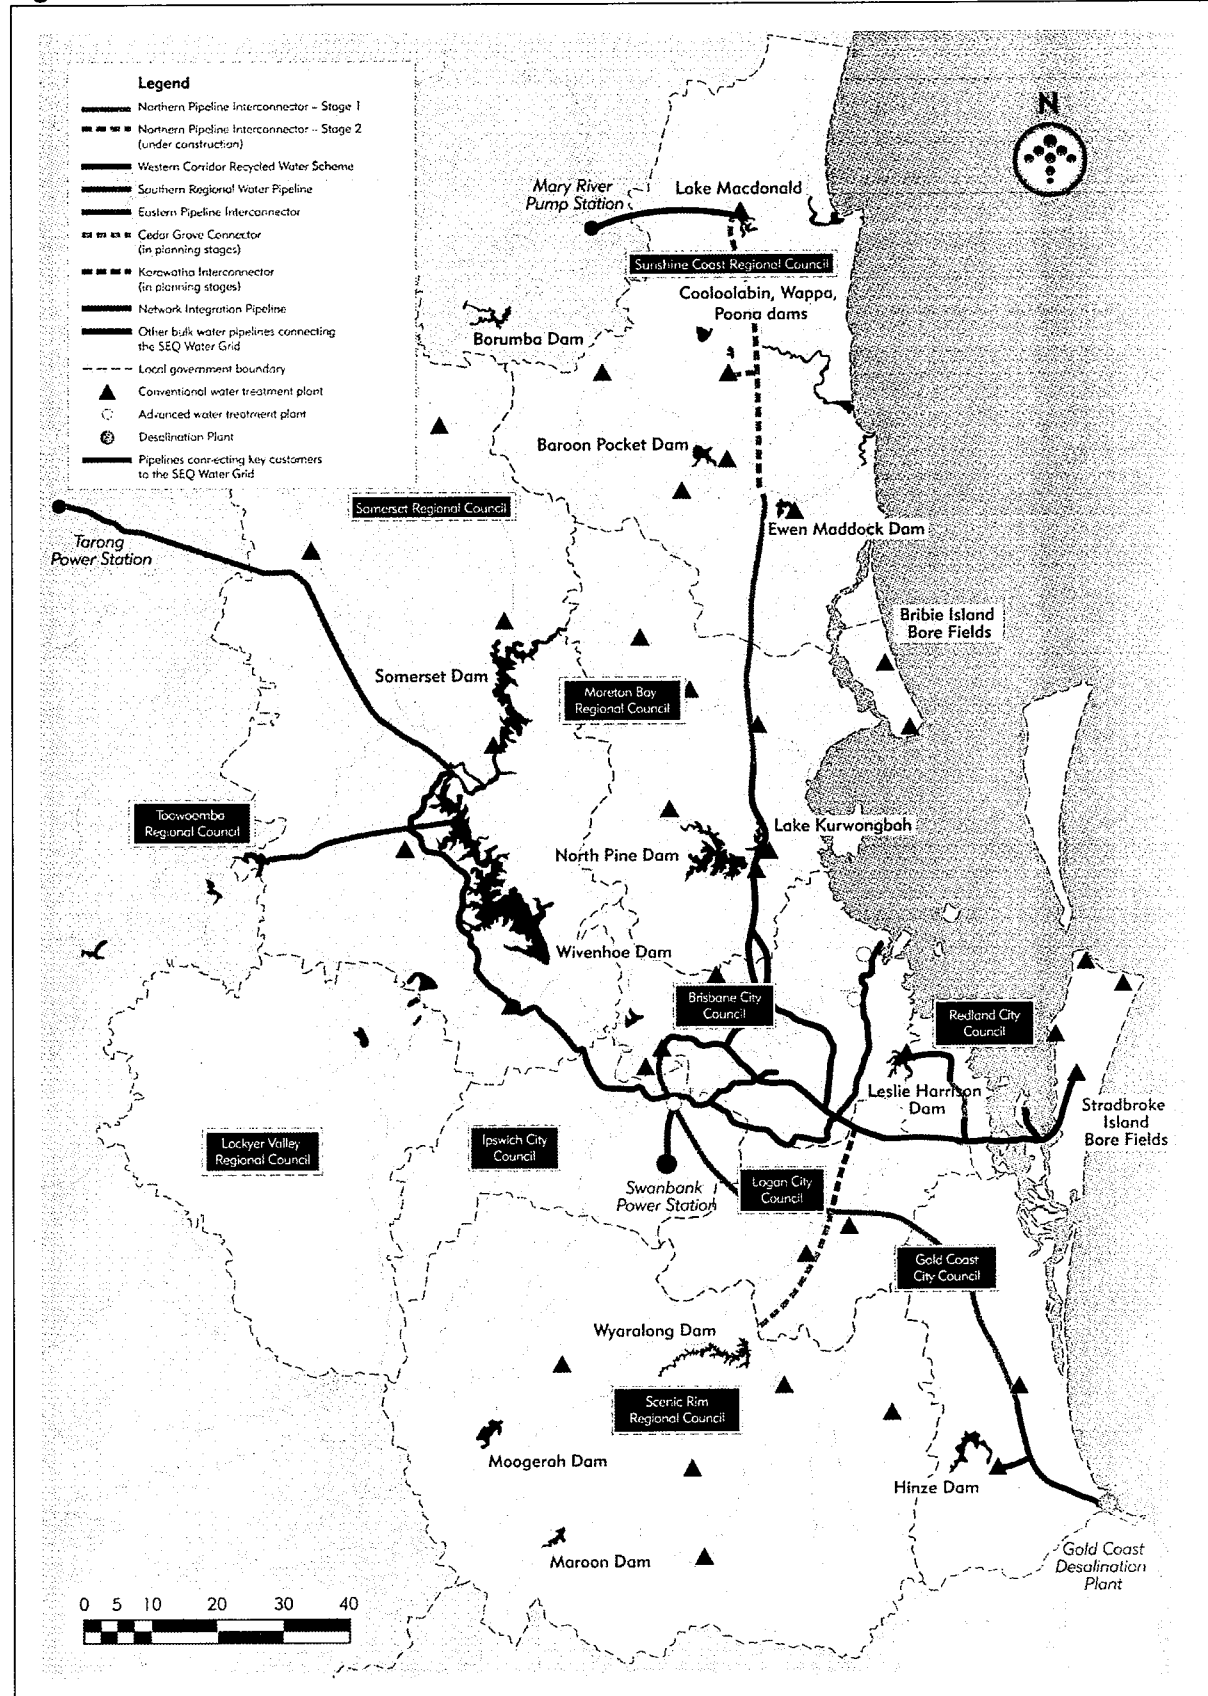 Legend
Northern Pipeline Interconnector – Stage 1
Northern Pipeline Interconnector – Stage 2
(under construction)
Western Corridor Recycled Water Scheme
Southern Regional Water Pipeline
Eastern Pipeline Interconnector
Cedar Grove Connector
(in planning stages)
Karawatha Interconnector
(in planning stages)
Network Integration Pipeline
Other bulk water pipelines connecting
the SEQ Water Grid
Local government boundary
Conventional water treatment plant
Advanced water treatment plant
Desalination Plant
Pipelines connecting key customers
to the SEQ Water Grid
N
Mary River
Pump Station
Lake Macdonald
Sunshine Coast Regional Council
Cooloolabin, Wappa,
Poona dams
Borumba Dam
Baroon Pocket Dam
Somerset Regional Council
Ewen Maddock Dam
Tarong
Power Station
Bribie Island
Bore Fields
Somerset Dam
Moreton Bay
Regional Council
Toowoomba
Regional Council
Lake Kurwongbah
North Pine Dam
Wivenhoe Dam
Brisbane City
Council
Redland City
Council
Leslie Harrison
Dam
Stradbroke
Island
Bore Fields
Lockyer Valley
Regional Council
Ipswich City
Council
Logan City
Council
Swanbank
Power Station
Gold Coast
City Council
Wyaralong Dam
Scenic Rim
Regional Council
Moogerah Dam
Hinze Dam
Maroon Dam
Gold Coast
Desalination
Plant
0 5 10 20 30 40